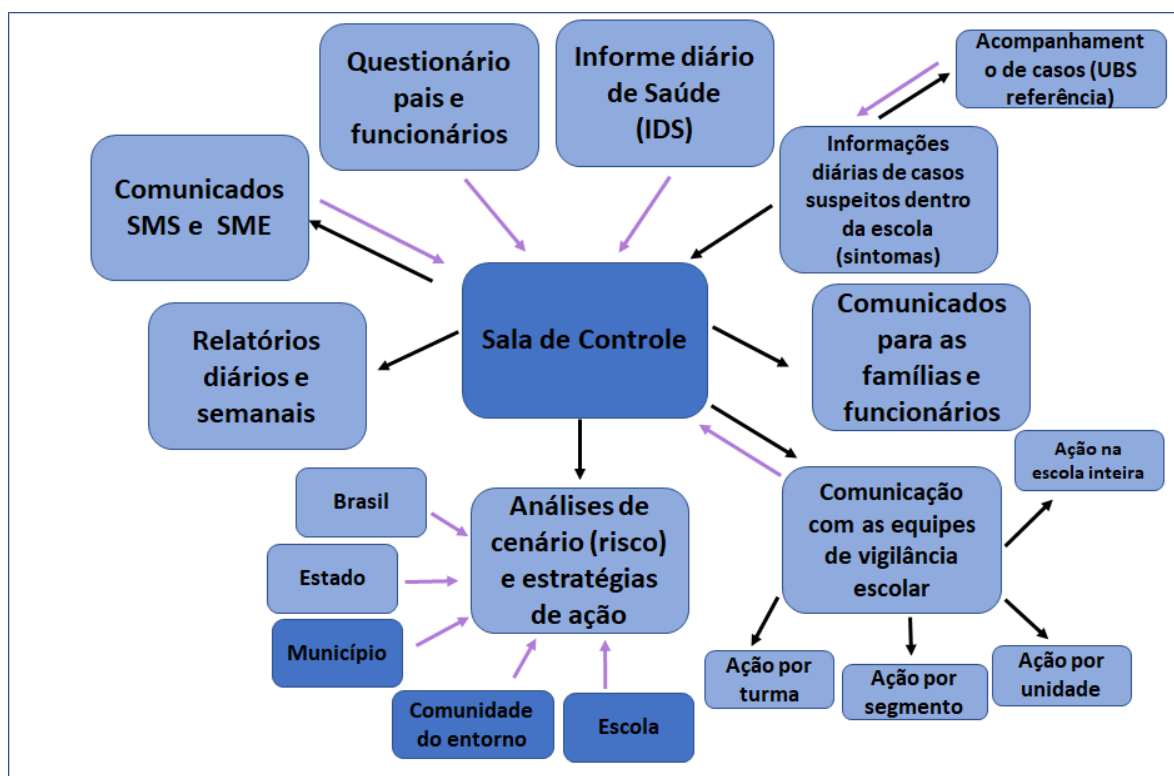 Questionário
pais e
funcionários
Informe diário
de Saúde
(IDS)
Acompanhament
o de casos (UBS
referência)
Comunicados
SMS e SME
Informações
diárias de casos
suspeitos dentro
da escola
(sintomas)
Relatórios
diários e
semanais
Sala de Controle
Comunicados
para as
famílias e
funcionários
Brasil
Estado
Município
Comunidade
do entorno
Escola
Análises de
cenário (risco)
e estratégias
de ação
Comunicação
com as equipes
de vigilância
escolar
Ação na
escola inteira
Ação por
turma
Ação por
segmento
Ação por
unidade